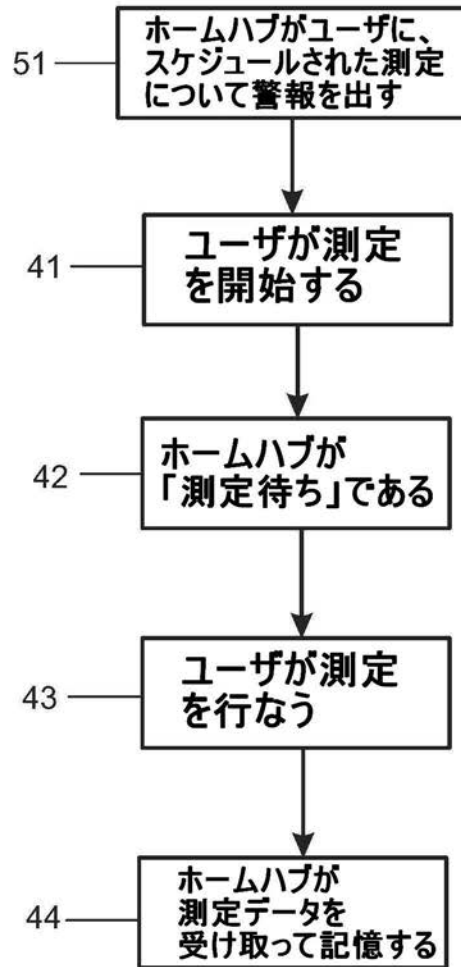 51
ホームハブがユーザに、
スケジュールされた測定
について警報を出す
41
ユーザが測定
を開始する
42
ホームハブが
「測定待ち」である
43
ユーザが測定
を行なう
44
ホームハブが
測定データを
受け取って記憶する